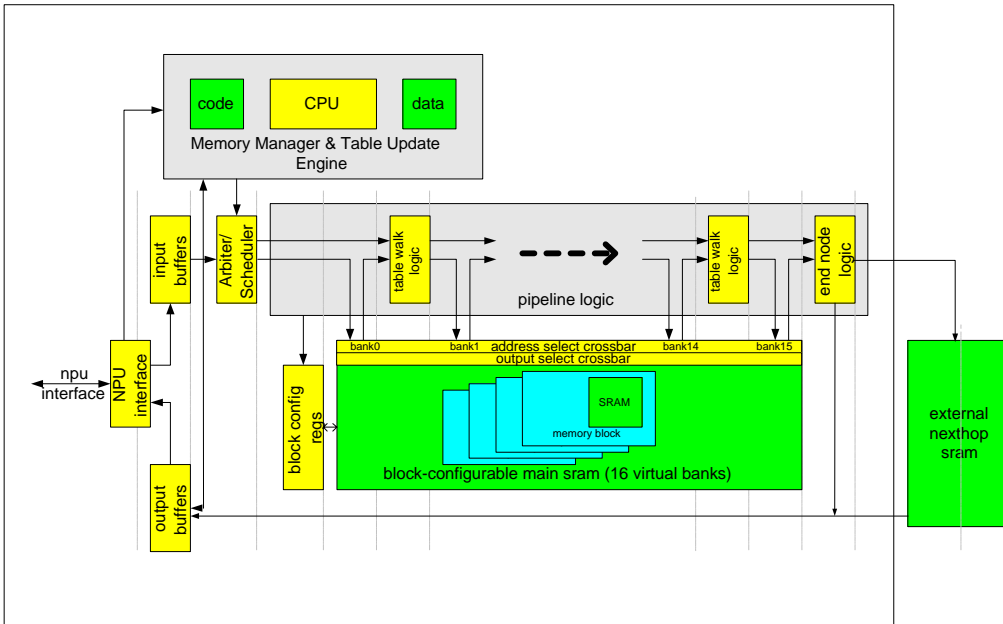 code
CPU
data
Memory Manager & Table Update
Engine
input
buffers
Arbiter/
Scheduler
table walk
logic
table walk
logic
end node
logic
pipeline logic
bank0
bank1
address select crossbar
bank14
bank15
output select crossbar
npu
interface
NPU
interface
block config
regs
SRAM
memory block
block-configurable main sram (16 virtual banks)
external
nexthop
sram
output
buffers